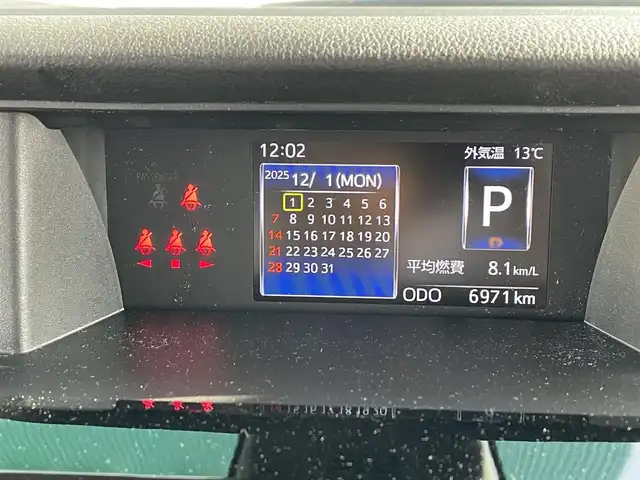 12:02
外気温 13℃
2025 12/ 1(MON)
1 2 3 4 5 6
7 8 9 10 11 12 13
14 15 16 17 18 19 20
21 22 23 24 25 26 27
28 29 30 31
P
平均燃費 8.1km/L
ODO 6971km
PASSENGER